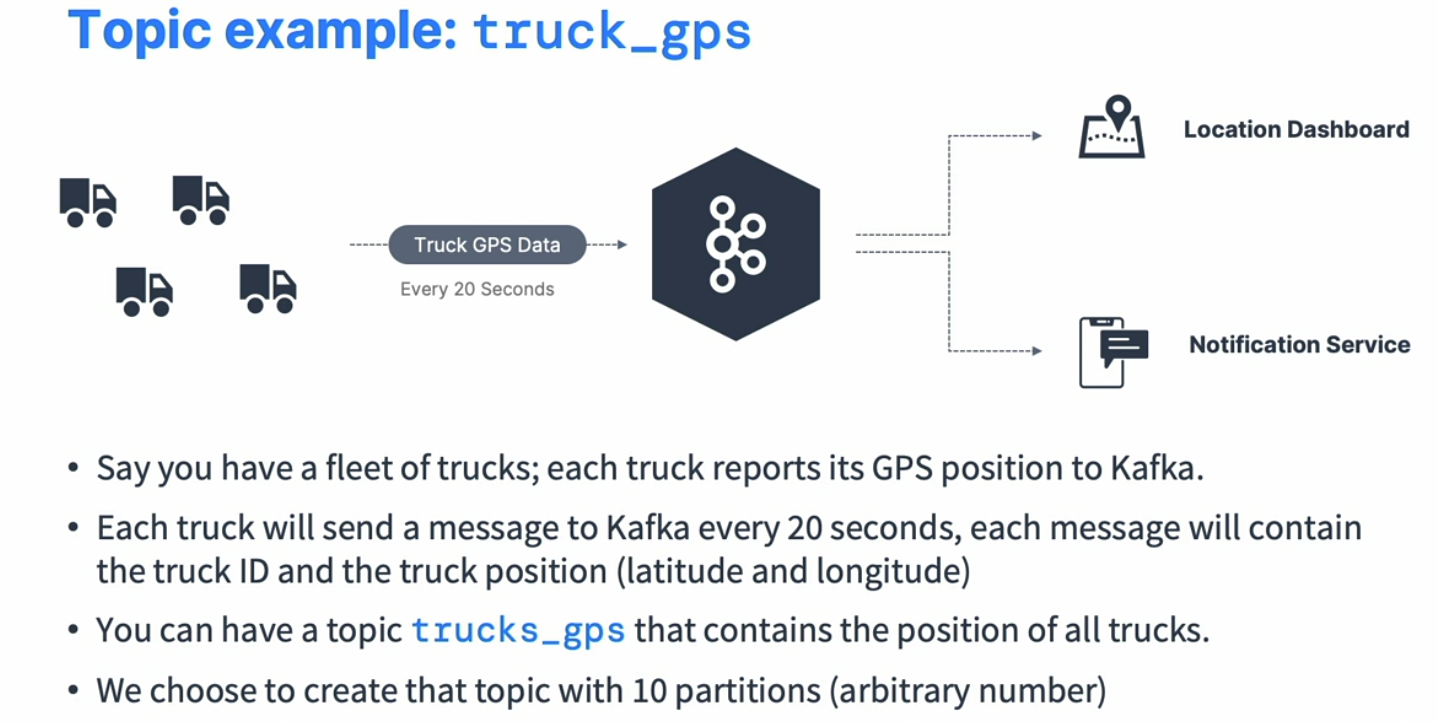 Topic example: truck_gps
Location Dashboard
Truck GPS Data
Every 20 Seconds
Notification Service
• Say you have a fleet of trucks; each truck reports its GPS position to Kafka.
• Each truck will send a message to Kafka every 20 seconds, each message will contain
the truck ID and the truck position (latitude and longitude)
• You can have a topic trucks_gps that contains the position of all trucks.
• We choose to create that topic with 10 partitions (arbitrary number)